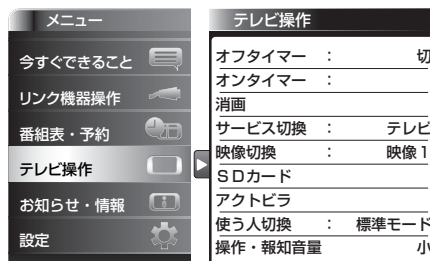 メニュー
今すぐできること
リンク機器操作
番組表・予約
テレビ操作
お知らせ・情報
設定
テレビ操作
オフタイマー : 切
オンタイマー :
消画
サービス切換 : テレビ
映像切換 : 映像1
SDカード
アクトビラ
使う人切換 : 標準モード
操作・報知音量 小